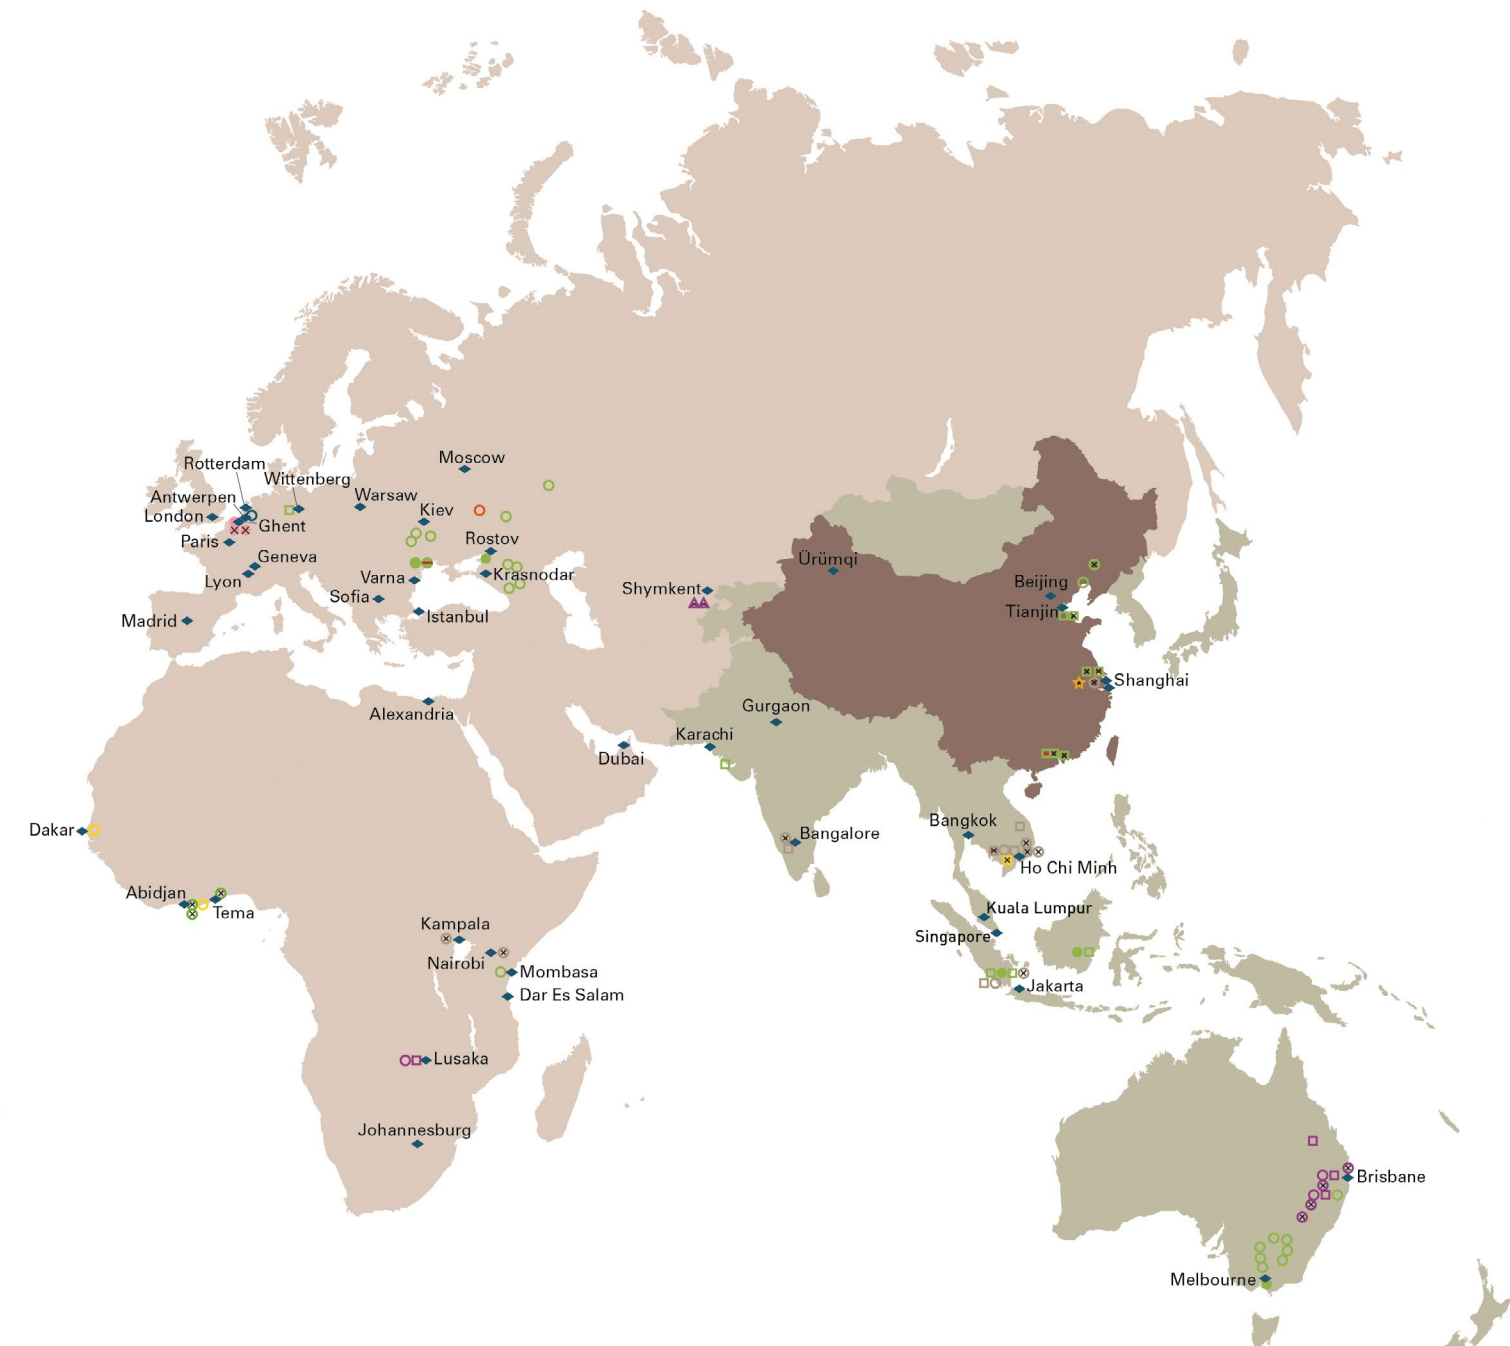 Moscow
Rotterdam
Wittenberg
Antwerpen
Warsaw
London
Kiev
Ghent
Rostov
Paris
Geneva
Ürümqi
Krasnodar
Varna
Lyon
Beijing
Shymkent
Sofia
Tianjin
Istanbul
Madrid
Shanghai
Gurgaon
Alexandria
Karachi
Dubai
Bangkok
Dakar
Bangalore
Ho Chi Minh
Abidjan
Kuala Lumpur
Tema
Kampala
Singapore
Nairobi
Mombasa
Jakarta
Dar Es Salam
Lusaka
Johannesburg
Brisbane
Melbourne